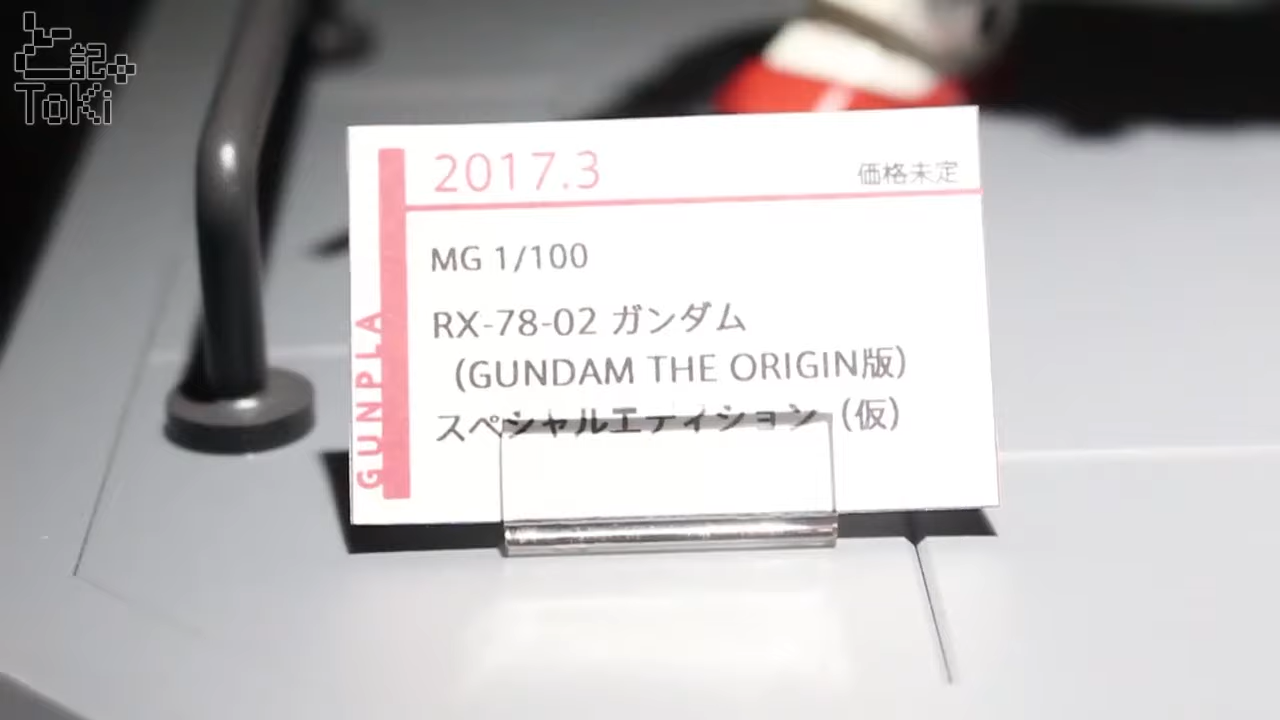 上記
ToKi
2017.3 価格未定
MG 1/100
RX-78-02 ガンダム
(GUNDAM THE ORIGIN版)
スペシャルエディション (仮)
GUNPLA